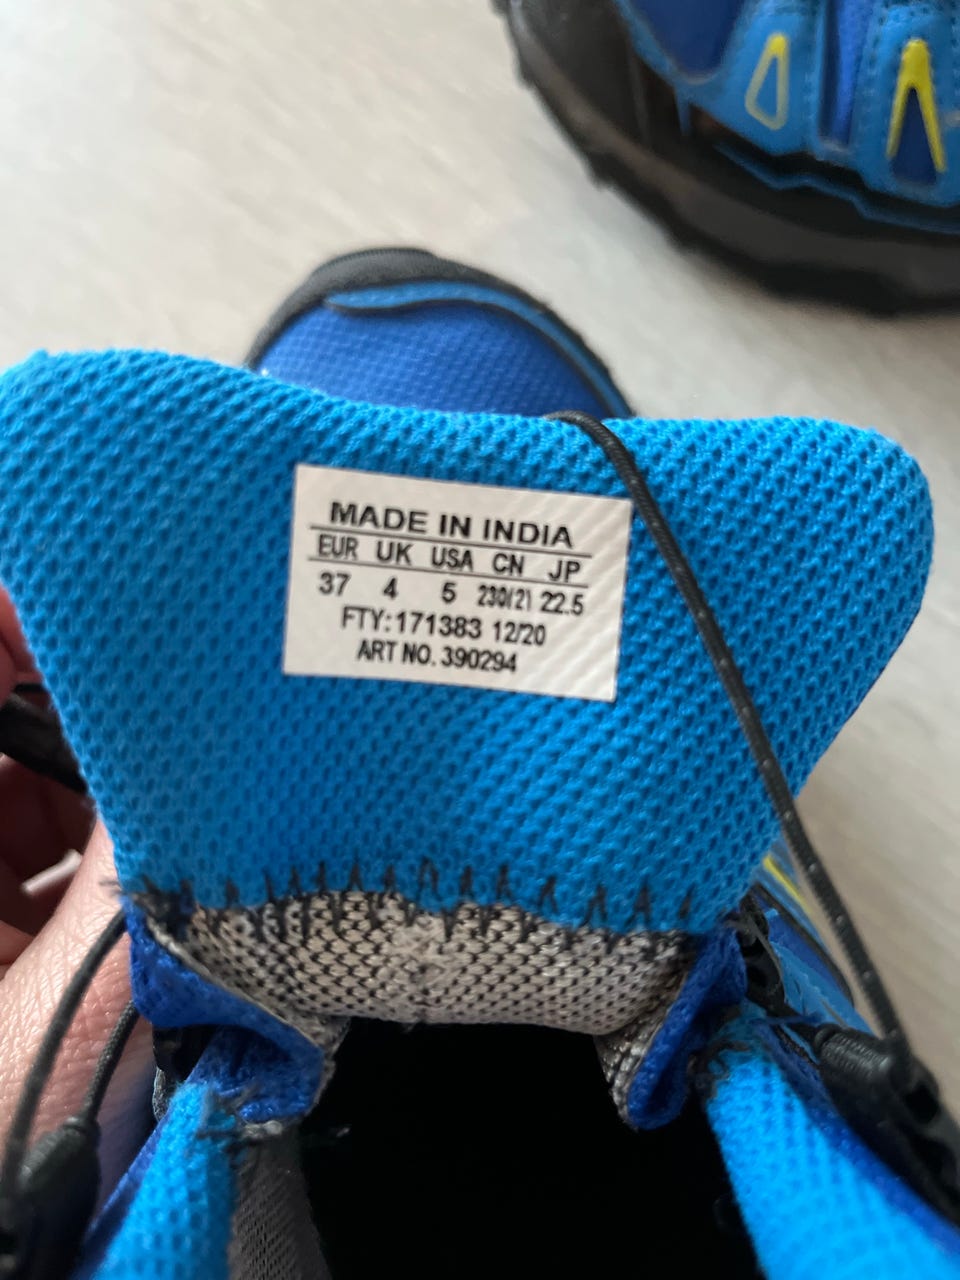 MADE IN INDIA
EUR UK USA CN JP
37 4 5 230(2) 22.5
FTY:171383 12/20
ART NO. 390294